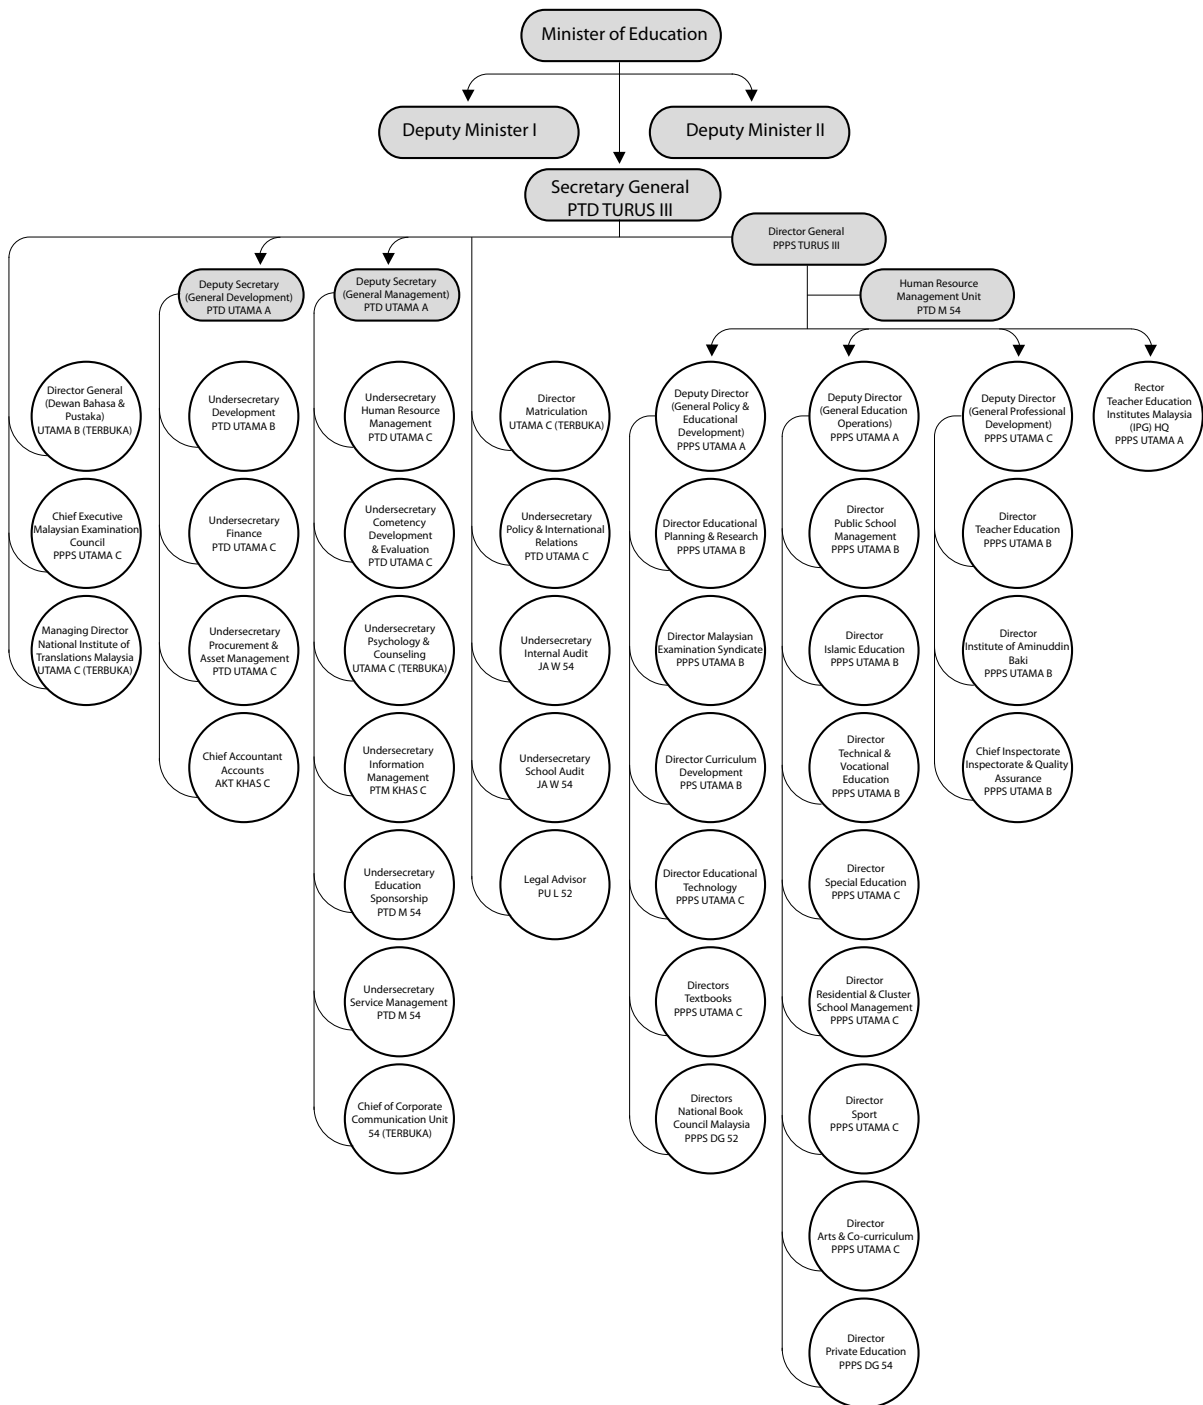 Minister of Education
Deputy Minister I
Deputy Minister II
Secretary General
PTD TURUS III
Director General
PPPS TURUS III
Human Resource
Management Unit
PTD M 54
Deputy Secretary
(General Development)
PTD UTAMA A
Deputy Secretary
(General Management)
PTD UTAMA A
Director General
(Dewan Bahasa &
Pustaka)
UTAMA B (TERBUKA)
Chief Executive
Malaysian Examination
Council
PPPS UTAMA C
Managing Director
National Institute of
Translations Malaysia
UTAMA C (TERBUKA)
Undersecretary
Development
PTD UTAMA B
Undersecretary
Finance
PTD UTAMA C
Undersecretary
Procurement &
Asset Management
PTD UTAMA C
Chief Accountant
Accounts
AKT KHAS C
Undersecretary
Human Resource
Management
PTD UTAMA C
Undersecretary
Cometency
Development
& Evaluation
PTD UTAMA C
Undersecretary
Psychology &
Counseling
UTAMA C (TERBUKA)
Undersecretary
Information
Management
PTM KHAS C
Undersecretary
Education
Sponsorship
PTD M 54
Undersecretary
Service Management
PTD M 54
Chief of Corporate
Communication Unit
54 (TERBUKA)
Director
Matriculation
UTAMA C (TERBUKA)
Undersecretary
Policy & International
Relations
PTD UTAMA C
Undersecretary
Internal Audit
JA W 54
Undersecretary
School Audit
JA W 54
Legal Advisor
PU L 52
Deputy Director
(General Policy &
Educational
Development)
PPPS UTAMA A
Director Educational
Planning & Research
PPPS UTAMA B
Director Malaysian
Examination Syndicate
PPPS UTAMA B
Director Curriculum
Development
PPS UTAMA B
Director Educational
Technology
PPPS UTAMA C
Directors
Textbooks
PPPS UTAMA C
Directors
National Book
Council Malaysia
PPPS DG 52
Deputy Director
(General Education
Operations)
PPPS UTAMA A
Director
Public School
Management
PPPS UTAMA B
Director
Islamic Education
PPPS UTAMA B
Director
Technical &
Vocational
Education
PPPS UTAMA B
Director
Special Education
PPPS UTAMA C
Director
Residential & Cluster
School Management
PPPS UTAMA C
Director
Sport
PPPS UTAMA C
Director
Arts & Co-curriculum
PPPS UTAMA C
Director
Private Education
PPPS DG 54
Deputy Director
(General Professional
Development)
PPPS UTAMA C
Director
Teacher Education
PPPS UTAMA B
Director
Institute of Aminuddin
Baki
PPPS UTAMA B
Chief Inspectorate
Inspectorate & Quality
Assurance
PPPS UTAMA B
Rector
Teacher Education
Institutes Malaysia
(IPG) HQ
PPPS UTAMA A